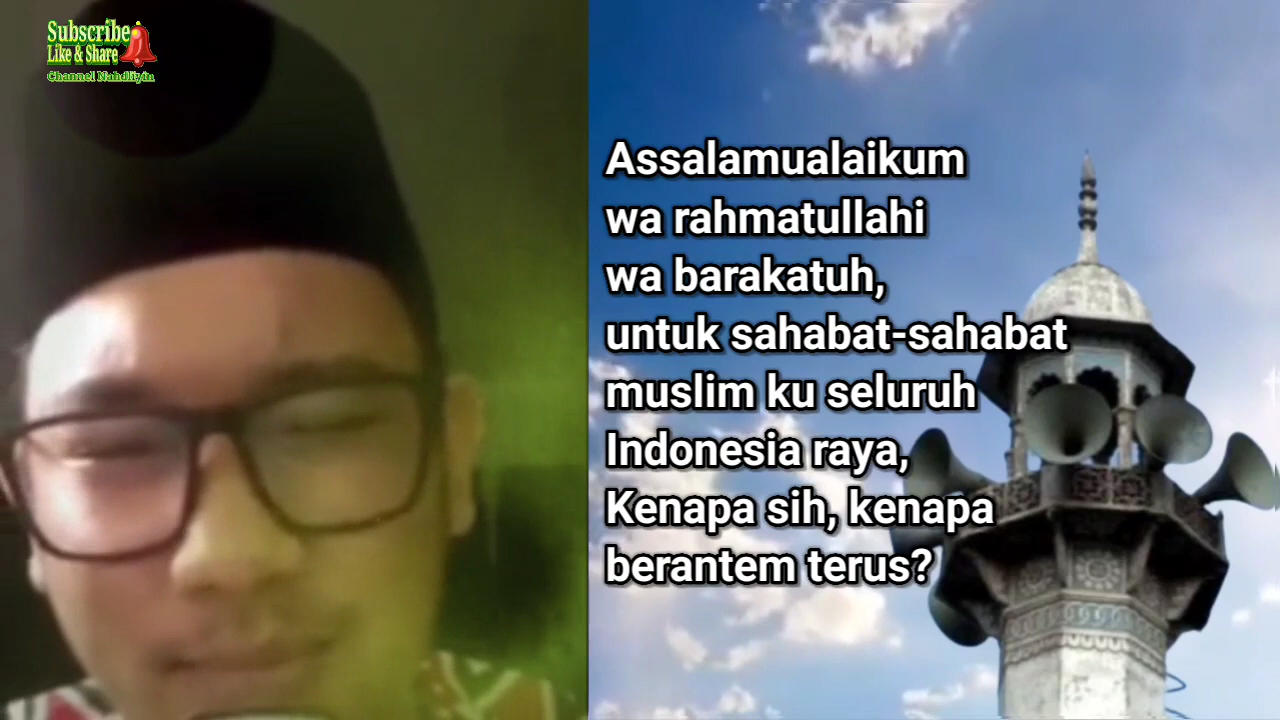 Subscribe
Like & Share
Channel Nahdliyin
Assalamualaikum
wa rahmatullahi
wa barakatuh,
untuk sahabat-sahabat
muslim ku seluruh
Indonesia raya,
Kenapa sih, kenapa
berantem terus?